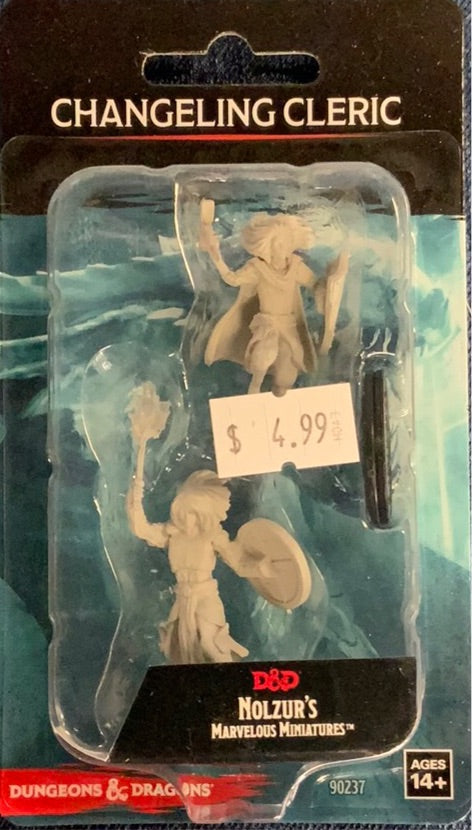 CHANGELING CLERIC
$ 4.99
D&D
NOLZUR'S
MARVELOUS MINIATURES™
DUNGEONS & DRAGONS®
90237
AGES
14+